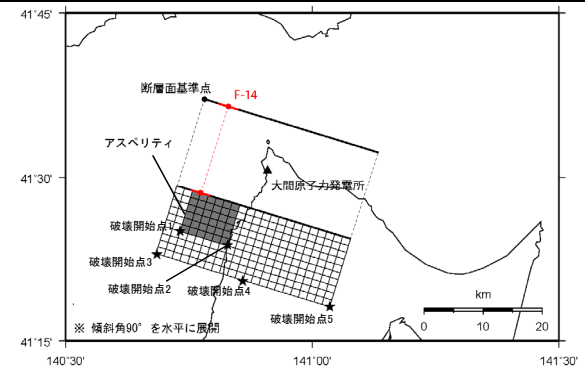 41°45'
断層面基準点
F-14
アスペリティ
41°30'
大間原子力発電所
破壊開始点1
破壊開始点3
破壊開始点2
破壊開始点4
破壊開始点5
km
0 10 20
※ 傾斜角90°を水平に展開
41°15'
140°30' 141°00' 141°30'